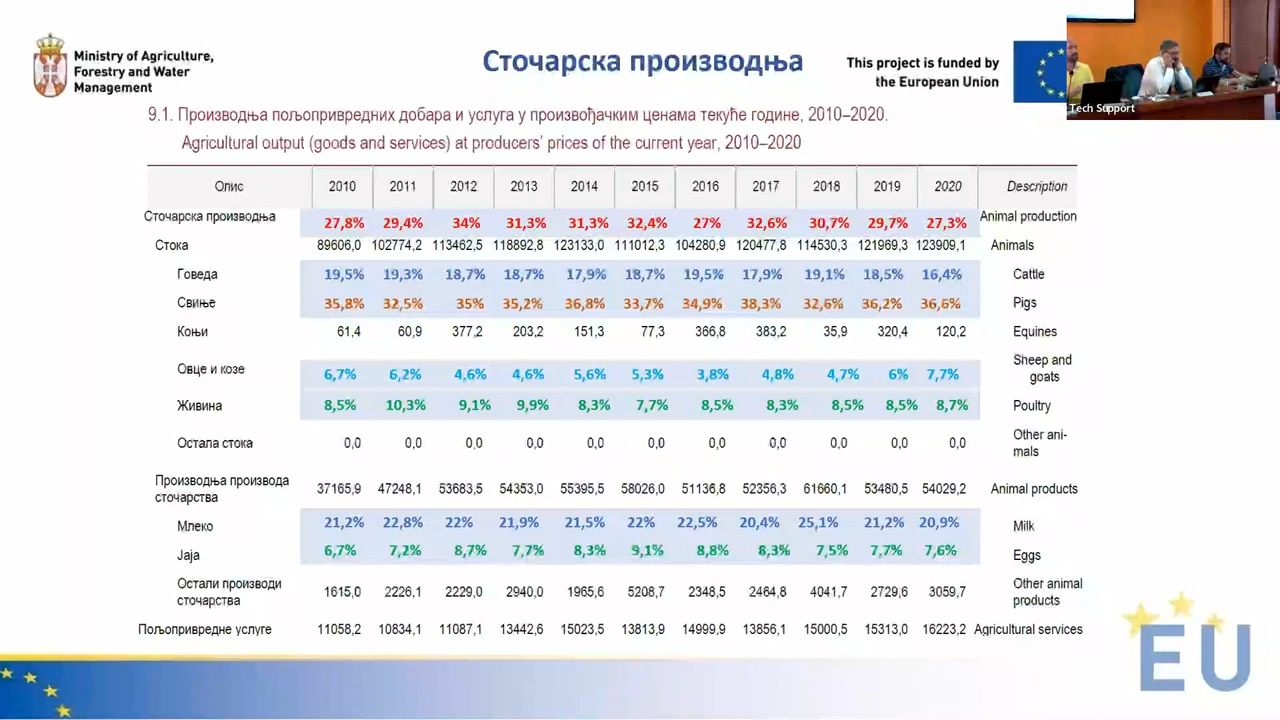 Ministry of Agriculture,
Forestry and Water
Management
Сточарска производња
This project is funded by
the European Union
Tech Support
9.1. Производња пољопривредних добара и услуга у произвођачким ценама текуће године, 2010–2020.
Agricultural output (goods and services) at producers’ prices of the current year, 2010–2020
Опис 2010 2011 2012 2013 2014 2015 2016 2017 2018 2019 2020 Description
Сточарска производња 27,8% 29,4% 34% 31,3% 31,3% 32,4% 27% 32,6% 30,7% 29,7% 27,3% Animal production
Стока 89606,0 102774,2 113462,5 118892,8 123133,0 111012,3 104280,9 120477,8 114530,3 121969,3 123909,1 Animals
Говеда 19,5% 19,3% 18,7% 18,7% 17,9% 18,7% 19,5% 17,9% 19,1% 18,5% 16,4% Cattle
Свиње 35,8% 32,5% 35% 35,2% 36,8% 33,7% 34,9% 38,3% 32,6% 36,2% 36,6% Pigs
Коњи 61,4 60,9 377,2 203,2 151,3 77,3 366,8 383,2 35,9 320,4 120,2 Equines
Овце и козе 6,7% 6,2% 4,6% 4,6% 5,6% 5,3% 3,8% 4,8% 4,7% 6% 7,7% Sheep and
goats
Живина 8,5% 10,3% 9,1% 9,9% 8,3% 7,7% 8,5% 8,3% 8,5% 8,5% 8,7% Poultry
Остала стока 0,0 0,0 0,0 0,0 0,0 0,0 0,0 0,0 0,0 0,0 0,0 Other ani-
mals
Производња производа
сточарства 37165,9 47248,1 53683,5 54353,0 55395,5 58026,0 51136,8 52356,3 61660,1 53480,5 54029,2 Animal products
Млеко 21,2% 22,8% 22% 21,9% 21,5% 22% 22,5% 20,4% 25,1% 21,2% 20,9% Milk
Јаја 6,7% 7,2% 8,7% 7,7% 8,3% 9,1% 8,8% 8,3% 7,5% 7,7% 7,6% Eggs
Остали производи
сточарства 1615,0 2226,1 2229,0 2940,0 1965,6 5208,7 2348,5 2464,8 4041,7 2729,6 3059,7 Other animal
products
Пољопривредне услуге 11058,2 10834,1 11087,1 13442,6 15023,5 13813,9 14999,9 13856,1 15000,5 15313,0 16223,2 Agricultural services
EU